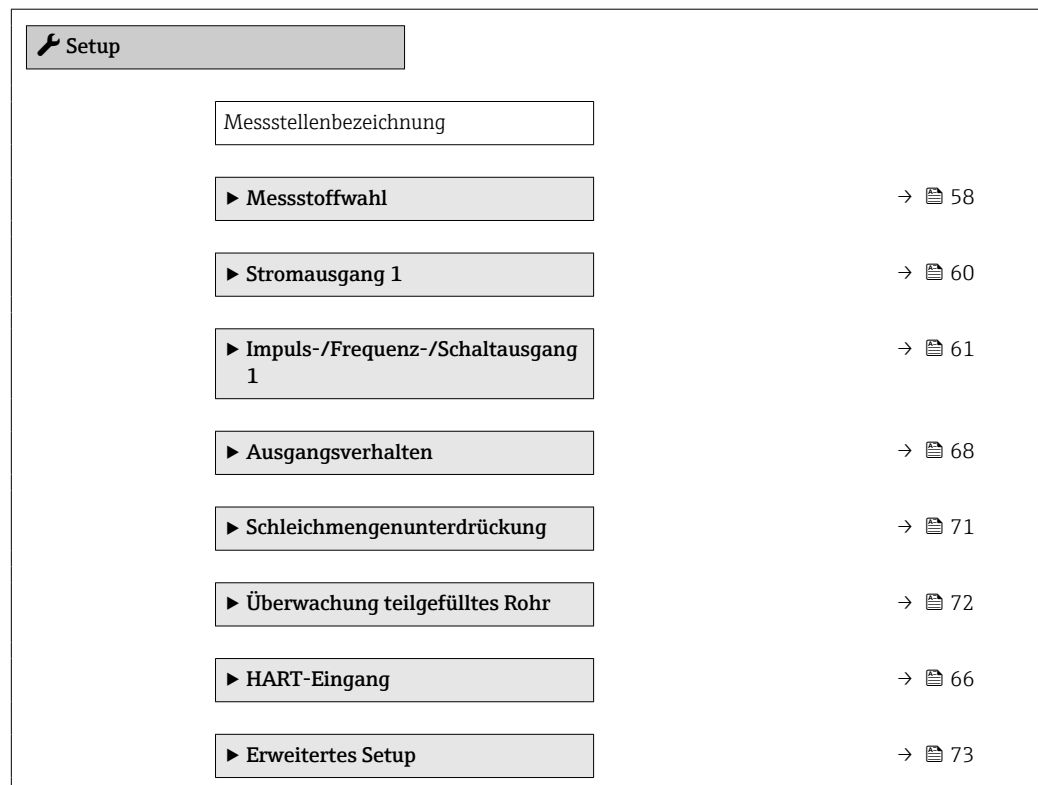 Setup
Messstellenbezeichnung
▶ Messstoffwahl → 58
▶ Stromausgang 1 → 60
▶ Impuls-/Frequenz-/Schaltausgang → 61
1
▶ Ausgangsverhalten → 68
▶ Schleichmengenunterdrückung → 71
▶ Überwachung teilgefülltes Rohr → 72
▶ HART-Eingang → 66
▶ Erweitertes Setup → 73